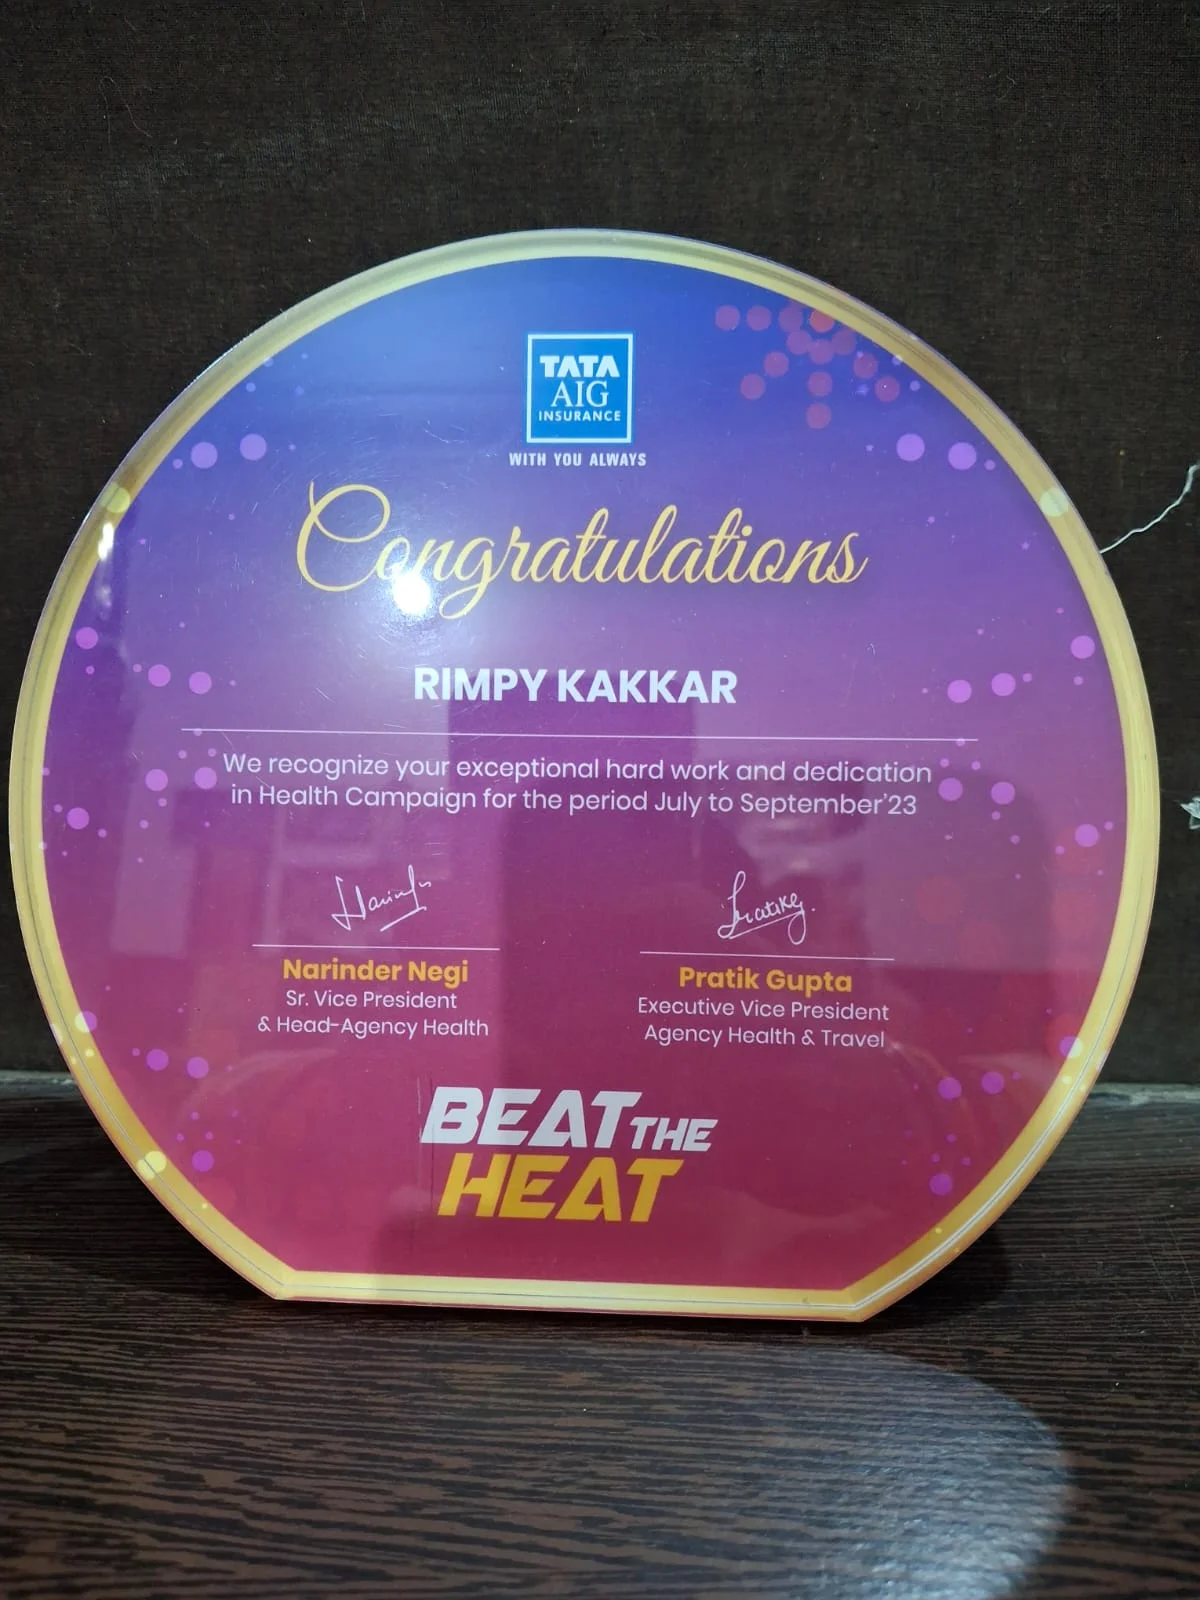 TATA
AIG
INSURANCE
WITH YOU ALWAYS
Congratulations
RIMPY KAKKAR
We recognize your exceptional hard work and dedication
in Health Campaign for the period July to September'23
Narinder
Pratikg.
Narinder Negi
Sr. Vice President
& Head-Agency Health
Pratik Gupta
Executive Vice President
Agency Health & Travel
BEAT THE
HEAT